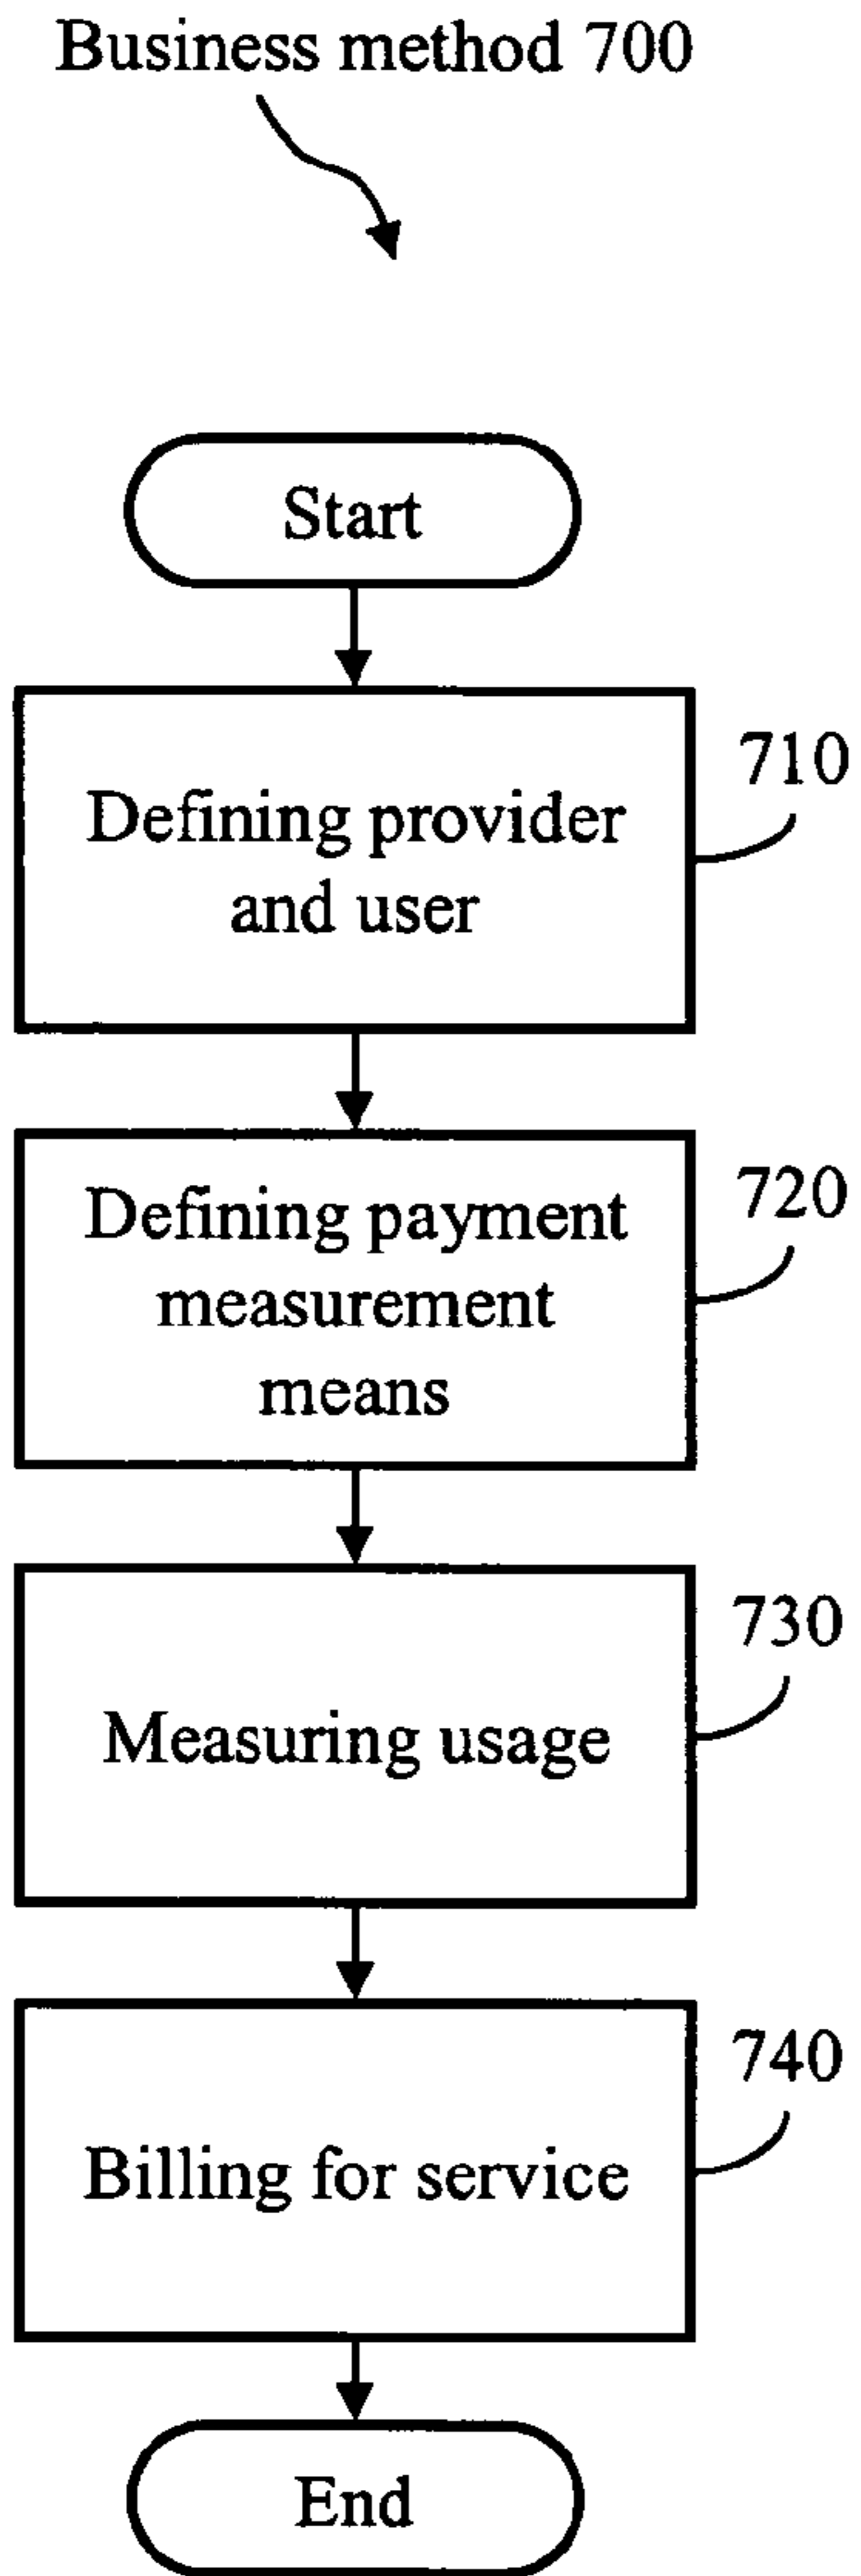 Business method 700
Start
710
Defining provider
and user
720
Defining payment
measurement
means
730
Measuring usage
740
Billing for service
End